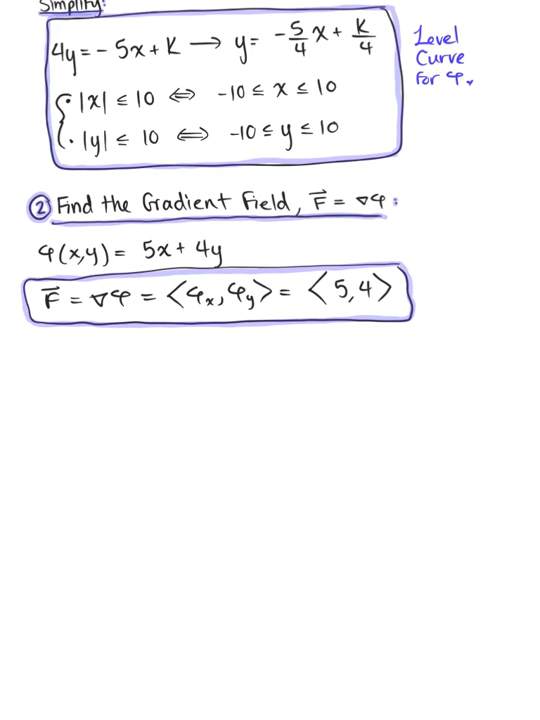 Simplify:
4y = - 5x + K → y = -5/4 x + K/4
Level
Curve
for φ.
{ • |x| ≤ 10 ⇔ -10 ≤ x ≤ 10
• |y| ≤ 10 ⇔ -10 ≤ y ≤ 10
② Find the Gradient Field, F⃗ = ∇φ :
φ(x,y) = 5x + 4y
F⃗ = ∇φ = ⟨φₓ, φᵧ⟩ = ⟨5, 4⟩